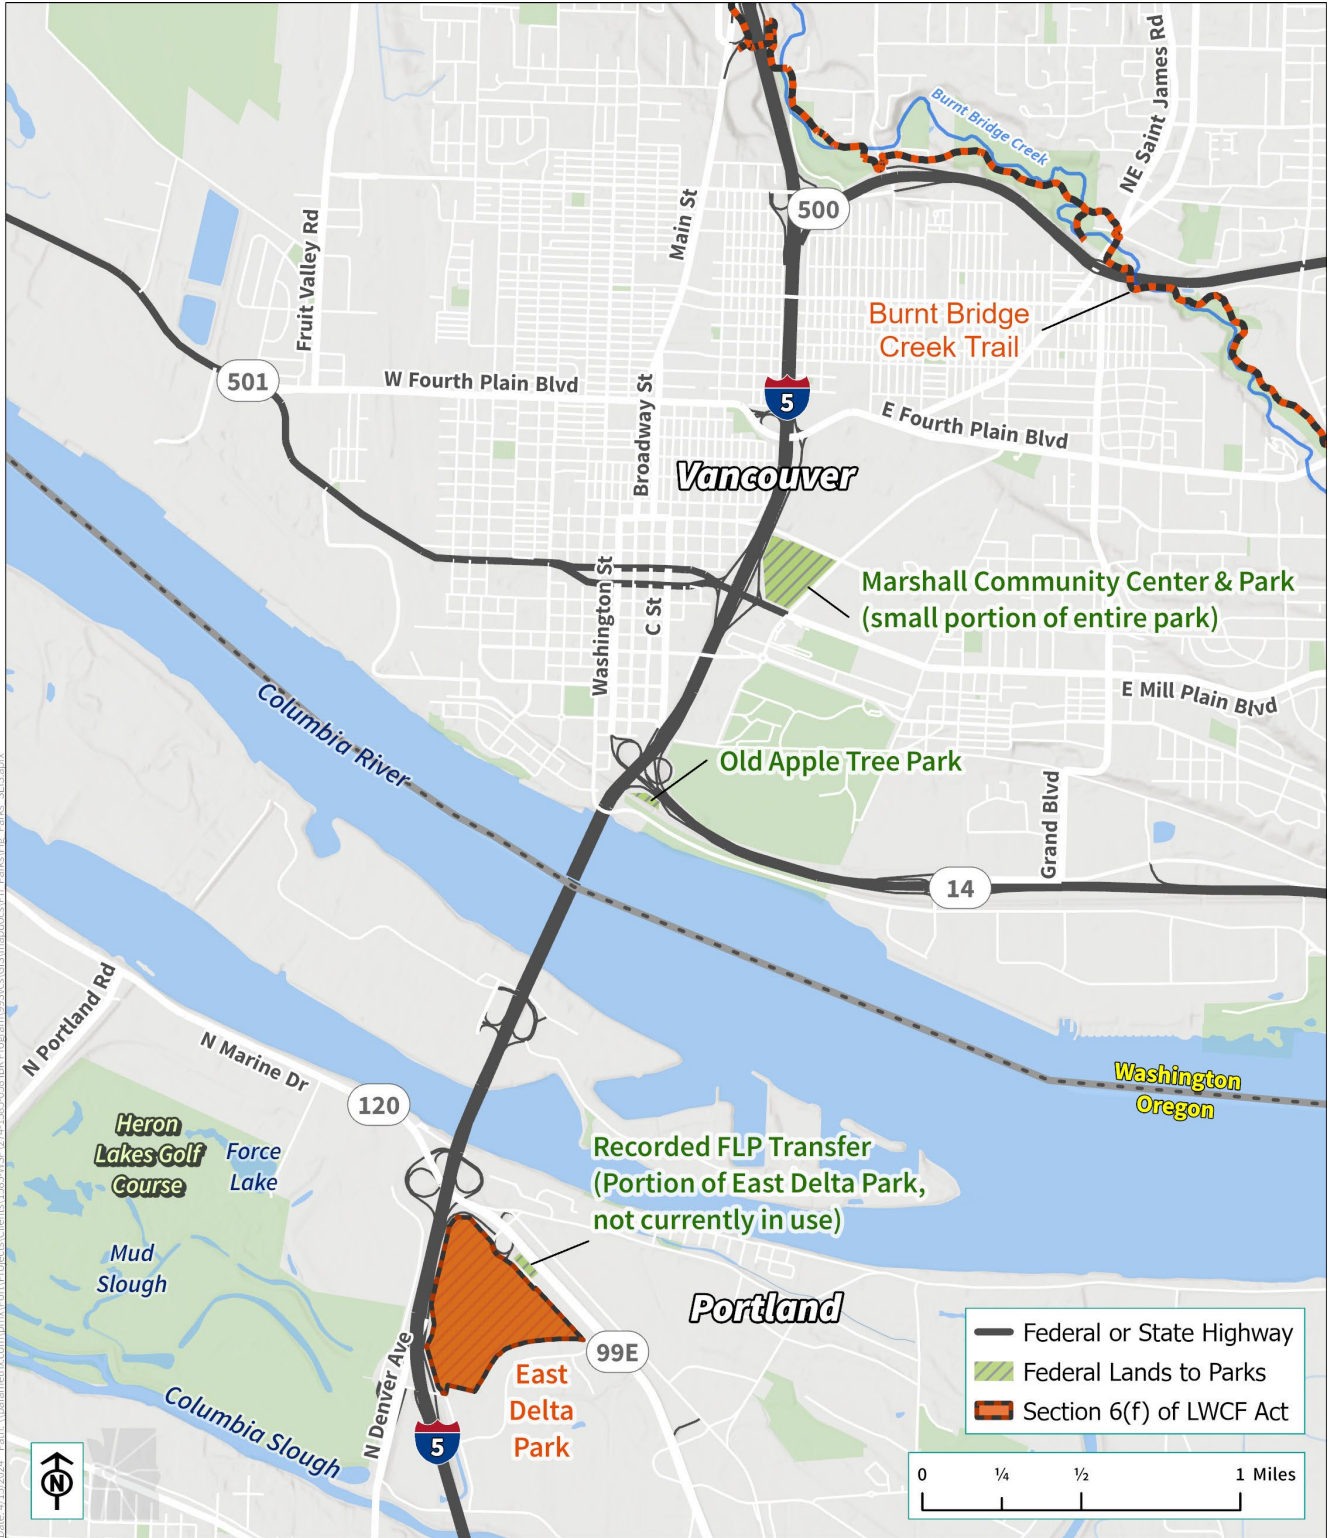 NE Saint James Rd
Burnt Bridge Creek
Main St
500
Fruit Valley Rd
Burnt Bridge
Creek Trail
501
W Fourth Plain Blvd
5
Broadway St
E Fourth Plain Blvd
Vancouver
Washington St
C St
Marshall Community Center & Park
(small portion of entire park)
E Mill Plain Blvd
Columbia River
Old Apple Tree Park
Grand Blvd
14
N Portland Rd
N Marine Dr
Washington
Oregon
120
Heron
Lakes Golf
Course
Force
Lake
Recorded FLP Transfer
(Portion of East Delta Park,
not currently in use)
Mud
Slough
Portland
99E
N Denver Ave
East
Delta
Park
Columbia Slough
5
Federal or State Highway
Federal Lands to Parks
Section 6(f) of LWCF Act
N
0 ¼ ½ 1 Miles